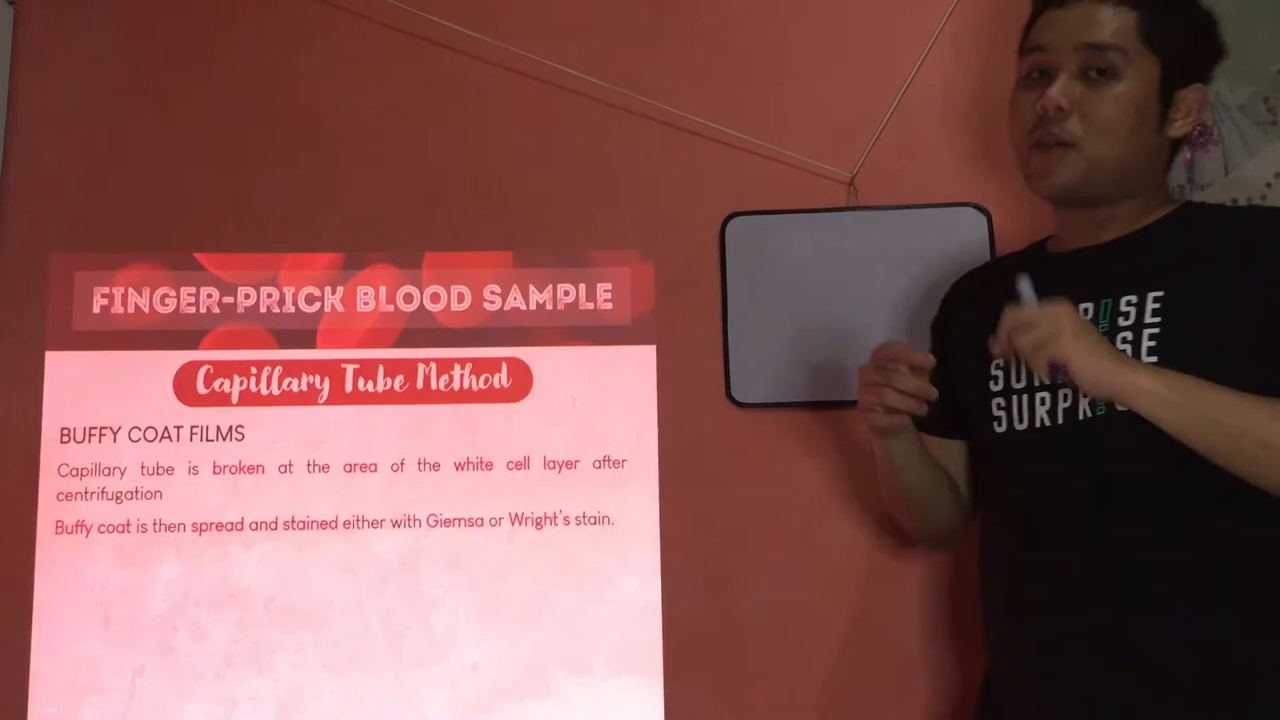 FINGER-PRICK BLOOD SAMPLE
Capillary Tube Method
BUFFY COAT FILMS
Capillary tube is broken at the area of the white cell layer after
centrifugation
Buffy coat is then spread and stained either with Giemsa or Wright's stain.